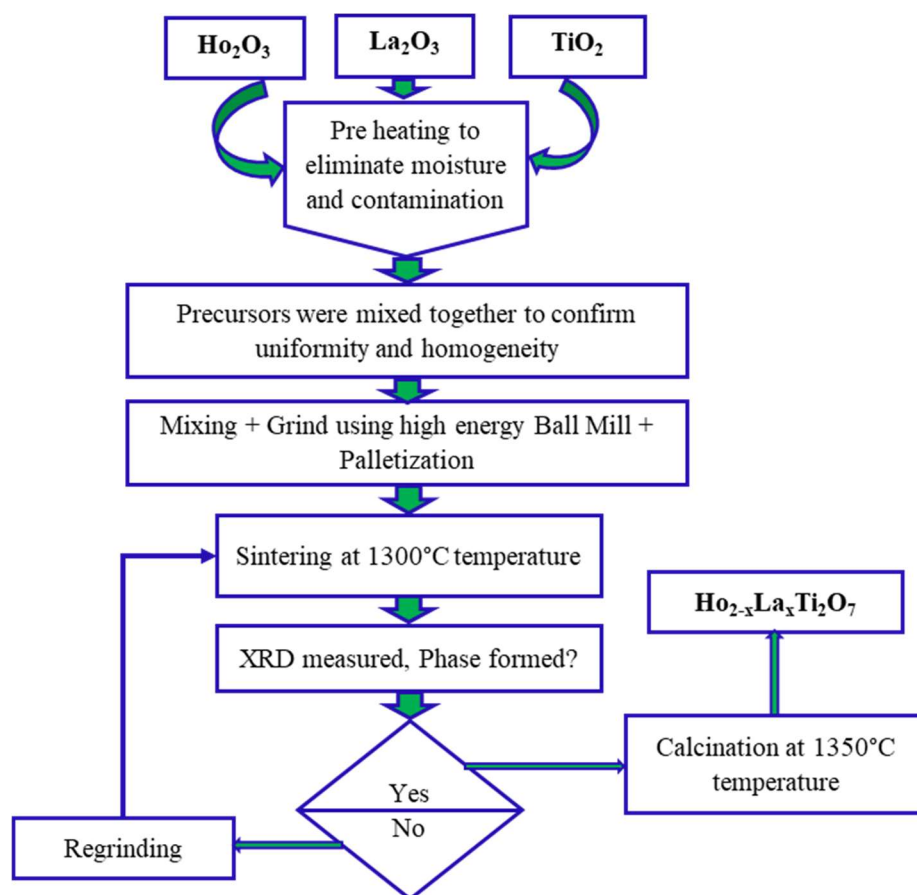 Ho₂O₃
La₂O₃
TiO₂
Pre heating to
eliminate moisture
and contamination
Precursors were mixed together to confirm
uniformity and homogeneity
Mixing + Grind using high energy Ball Mill +
Palletization
Sintering at 1300°C temperature
Ho₂₋ₓLaₓTi₂O₇
XRD measured, Phase formed?
Calcination at 1350°C
temperature
Yes
No
Regrinding